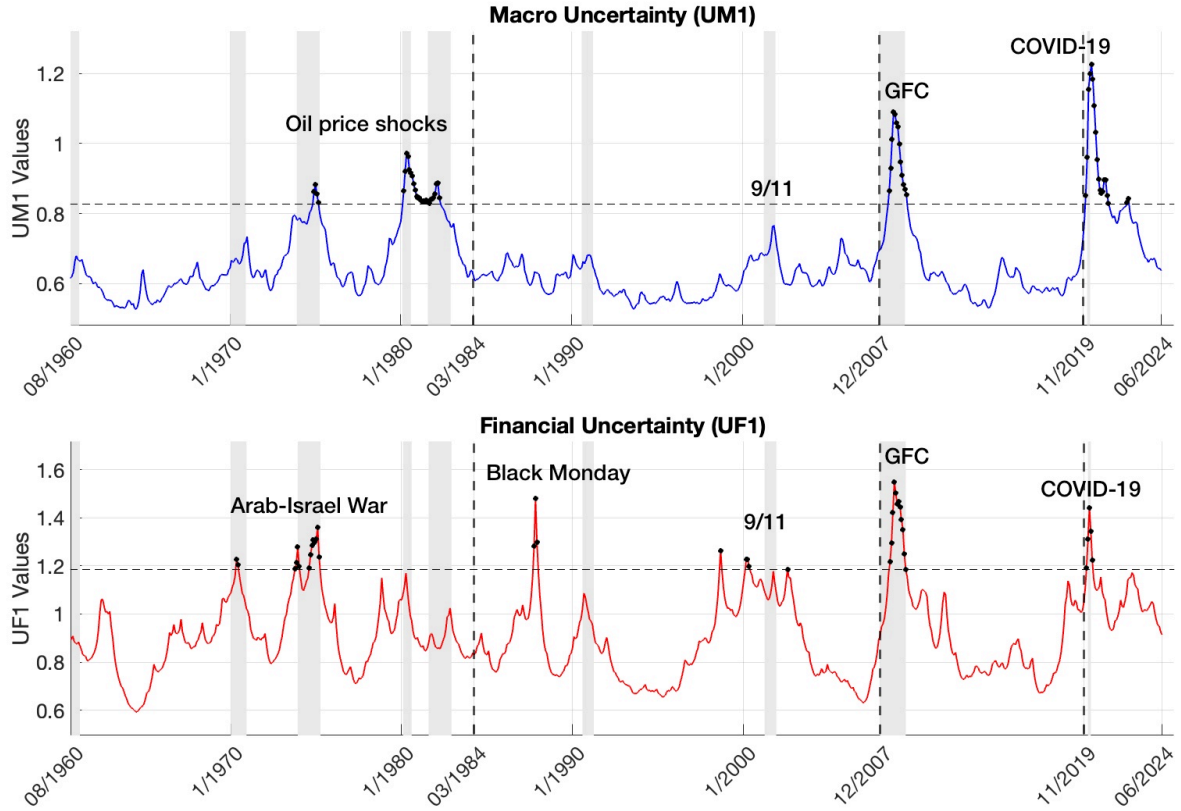 Macro Uncertainty (UM1)
COVID-19
1.2
GFC
Oil price shocks
1
UM1 Values
9/11
0.8
0.6
08/1960
1/1970
1/1980
03/1984
1/1990
1/2000
12/2007
11/2019
06/2024
Financial Uncertainty (UF1)
1.6
GFC
Black Monday
COVID-19
Arab-Israel War
1.4
9/11
UF1 Values
1.2
1
0.8
0.6
08/1960
1/1970
1/1980
03/1984
1/1990
1/2000
12/2007
11/2019
06/2024